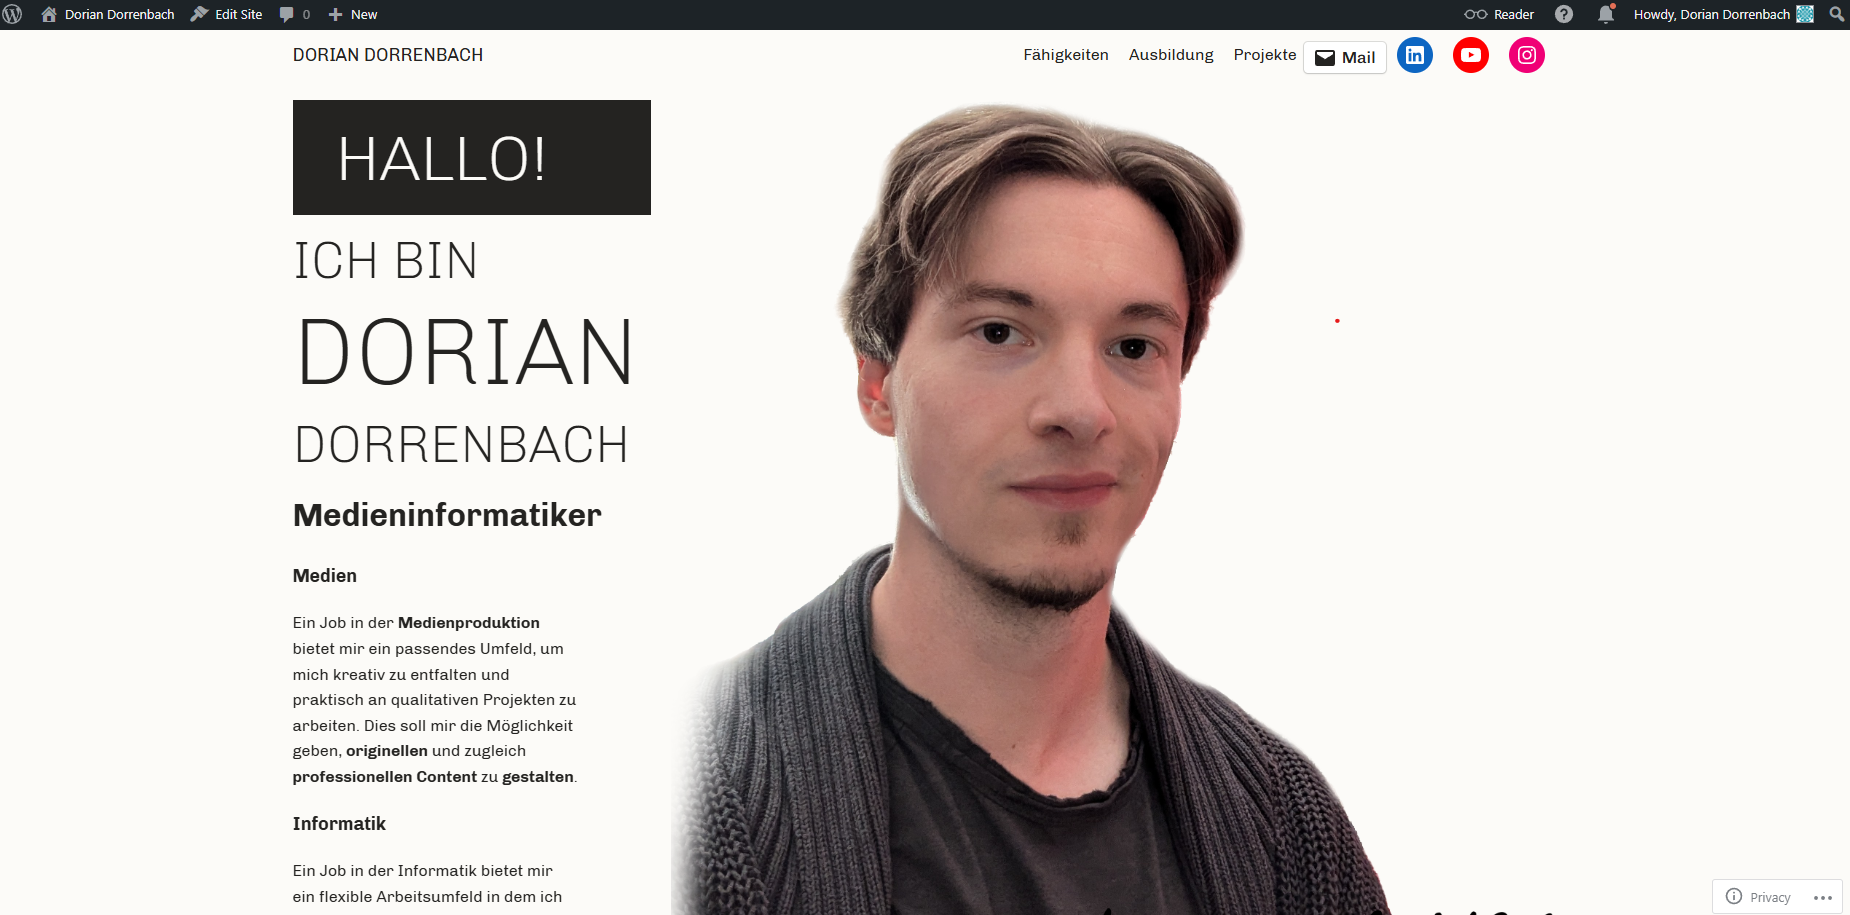 Dorian Dorrenbach
Edit Site
0
New
Reader
Howdy, Dorian Dorrenbach
DORIAN DORRENBACH
Fähigkeiten
Ausbildung
Projekte
Mail
HALLO!
ICH BIN
DORIAN
DORRENBACH
Medieninformatiker
Medien
Ein Job in der Medienproduktion
bietet mir ein passendes Umfeld, um
mich kreativ zu entfalten und
praktisch an qualitativen Projekten zu
arbeiten. Dies soll mir die Möglichkeit
geben, originellen und zugleich
professionellen Content zu gestalten.
Informatik
Ein Job in der Informatik bietet mir
ein flexible Arbeitsumfeld in dem ich
Privacy